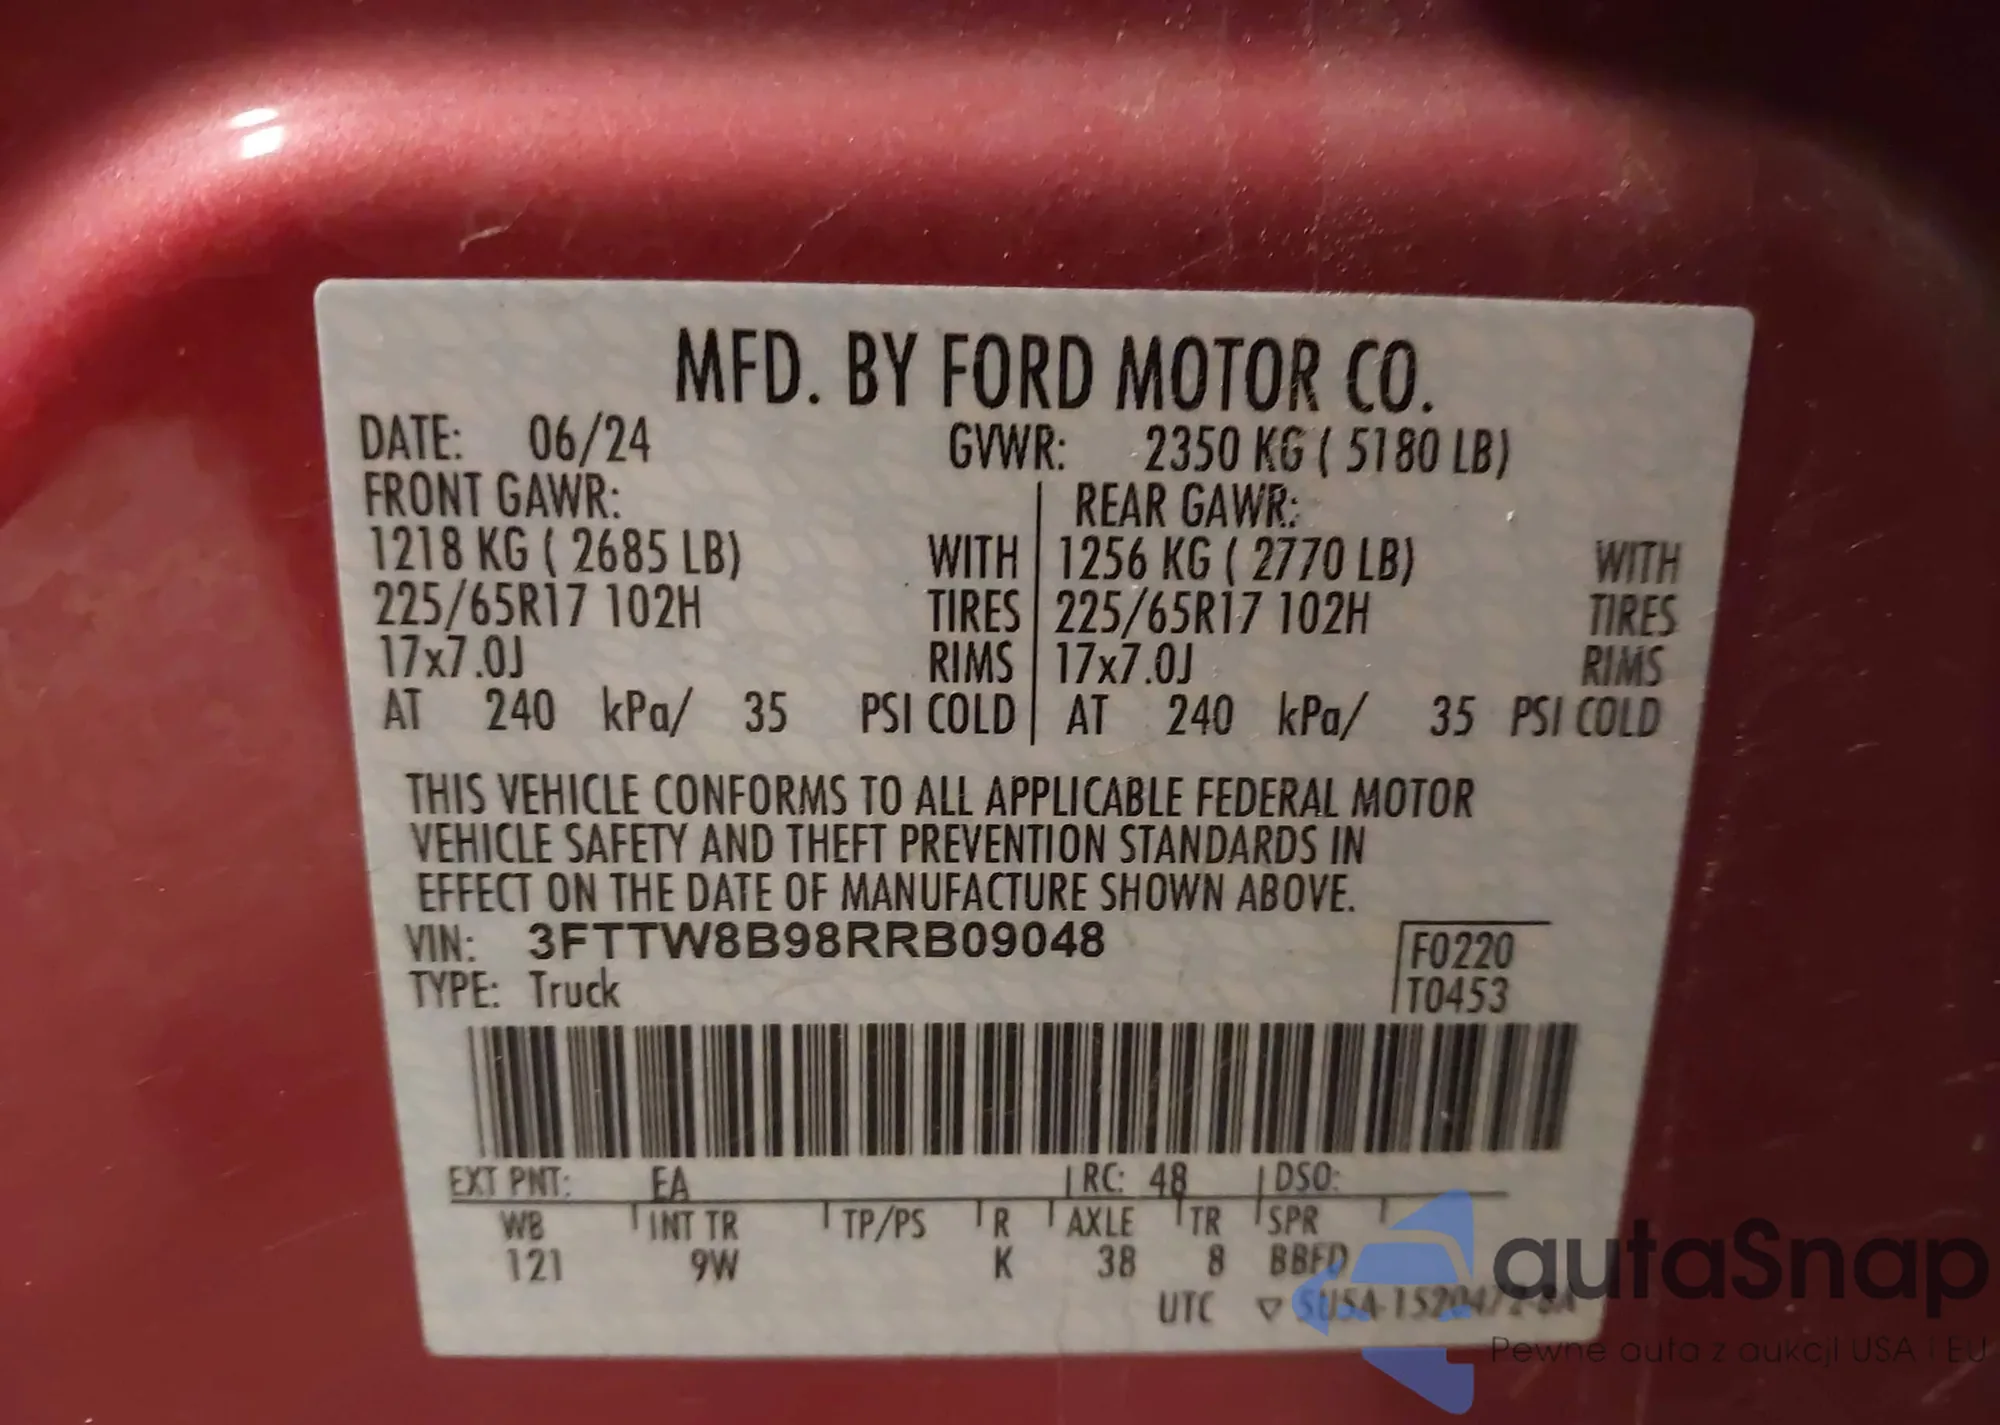 MFD. BY FORD MOTOR CO.
DATE: 06/24 GVWR: 2350 KG ( 5180 LB)
FRONT GAWR: REAR GAWR:
1218 KG ( 2685 LB) WITH 1256 KG ( 2770 LB) WITH
225/65R17 102H TIRES 225/65R17 102H TIRES
17x7.0J RIMS 17x7.0J RIMS
AT 240 kPa/ 35 PSI COLD AT 240 kPa/ 35 PSI COLD
THIS VEHICLE CONFORMS TO ALL APPLICABLE FEDERAL MOTOR
VEHICLE SAFETY AND THEFT PREVENTION STANDARDS IN
EFFECT ON THE DATE OF MANUFACTURE SHOWN ABOVE.
VIN: 3FTTW8B98RRB09048 F0220
TYPE: Truck T0453
EXT PNT: EA RC: 48 DSO:
WB INT TR TP/PS R AXLE TR SPR
121 9W K 38 8 BBFD
UTC
autaSnap
Pewne auta z aukcji USA i EU